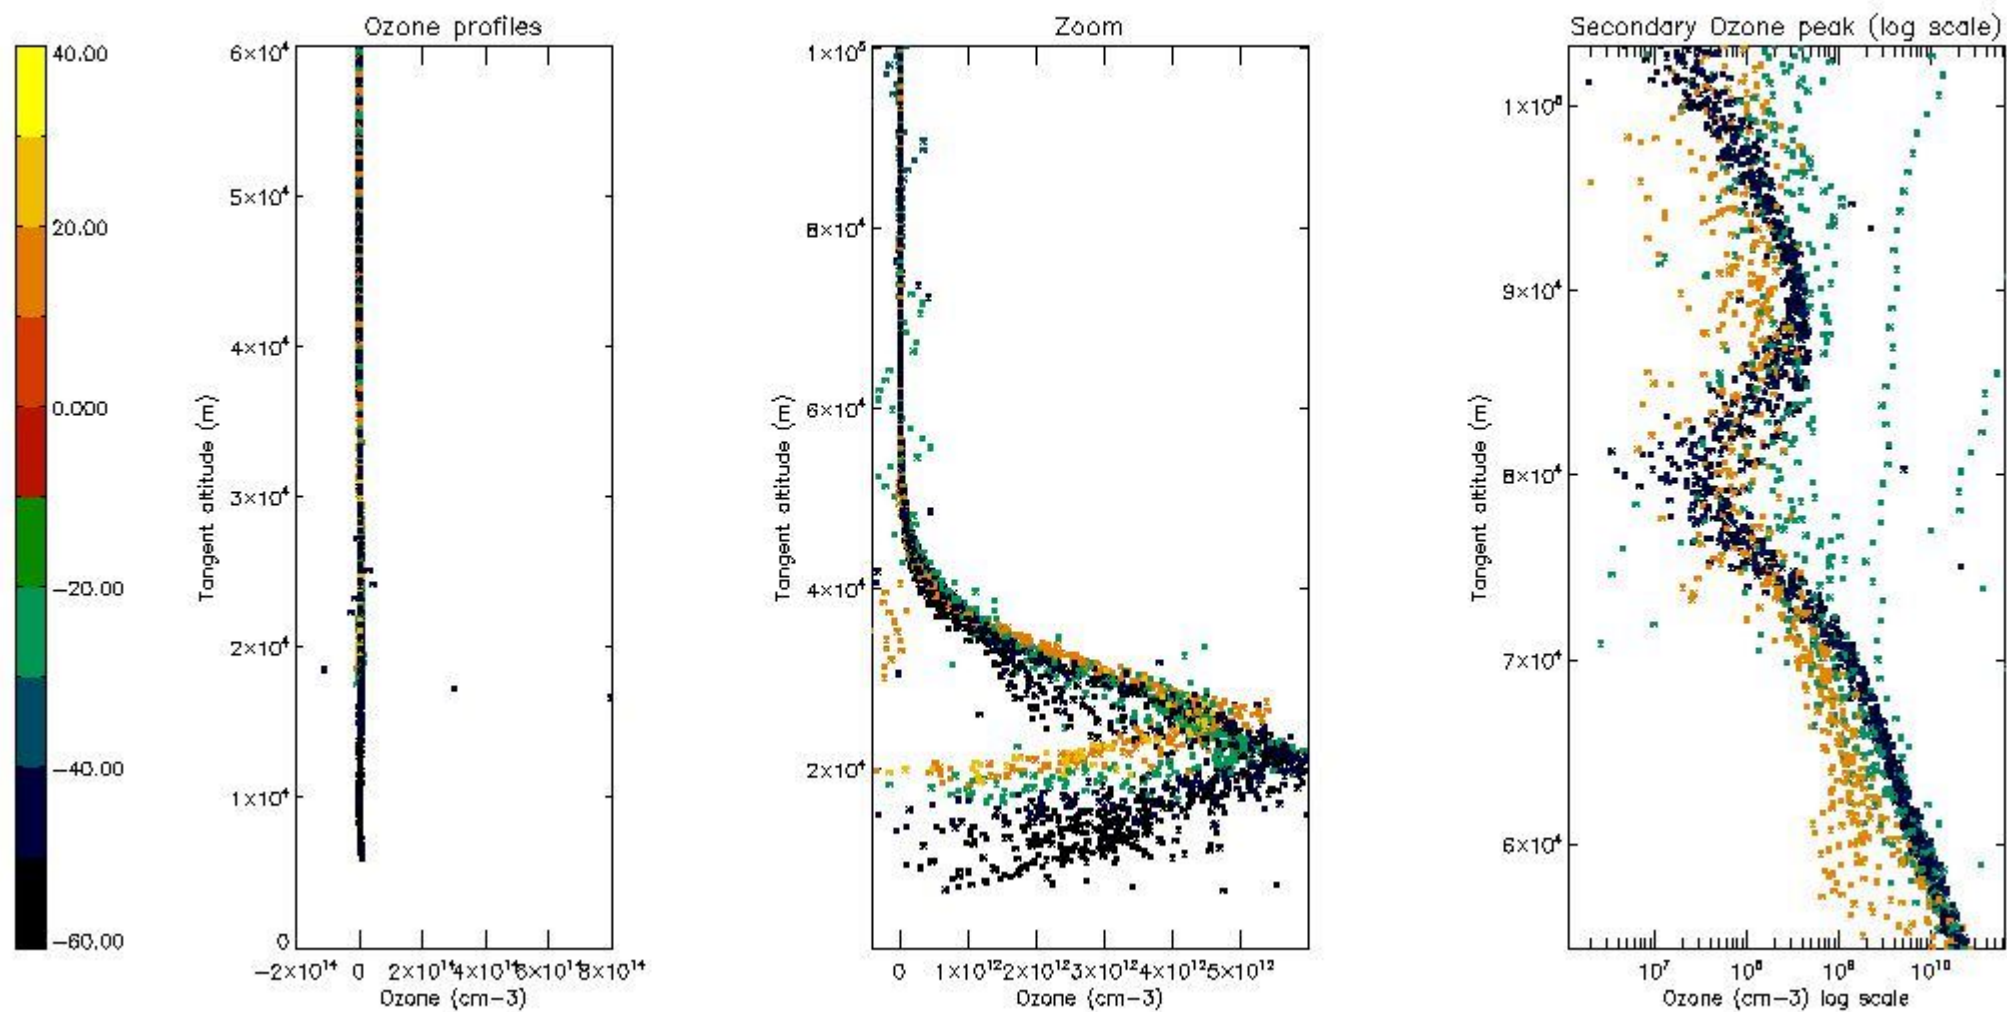 Ozone profiles
Zoom
Secondary Ozone peak (log scale)
40.00
20.00
0.000
−20.00
−40.00
−60.00
6×10⁴
5×10⁴
4×10⁴
3×10⁴
2×10⁴
1×10⁴
0
Tangent altitude (m)
−2×10¹⁴ 0 2×10¹⁴ 4×10¹⁴ 6×10¹⁴ 8×10¹⁴
Ozone (cm−3)
1×10⁵
8×10⁴
6×10⁴
4×10⁴
2×10⁴
Tangent altitude (m)
0 1×10¹² 2×10¹² 3×10¹² 4×10¹² 5×10¹²
Ozone (cm−3)
1×10⁵
9×10⁴
8×10⁴
7×10⁴
6×10⁴
Tangent altitude (m)
10⁷ 10⁸ 10⁹ 10¹⁰
Ozone (cm−3) log scale